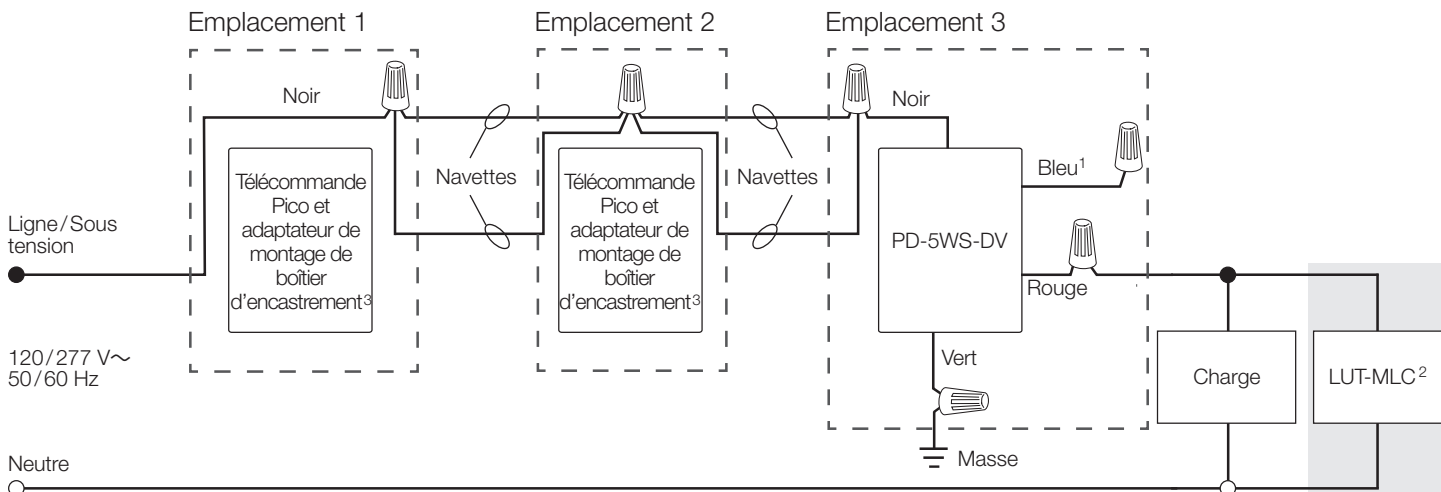 Emplacement 1
Emplacement 2
Emplacement 3
Noir
Noir
Bleu¹
Navettes
Navettes
Télécommande
Pico et
adaptateur de
montage de
boîtier
d'encastrement³
Télécommande
Pico et
adaptateur de
montage de
boîtier
d'encastrement³
PD-5WS-DV
Ligne/Sous
tension
Rouge
120/277 V~
50/60 Hz
Vert
Charge
LUT-MLC²
Masse
Neutre